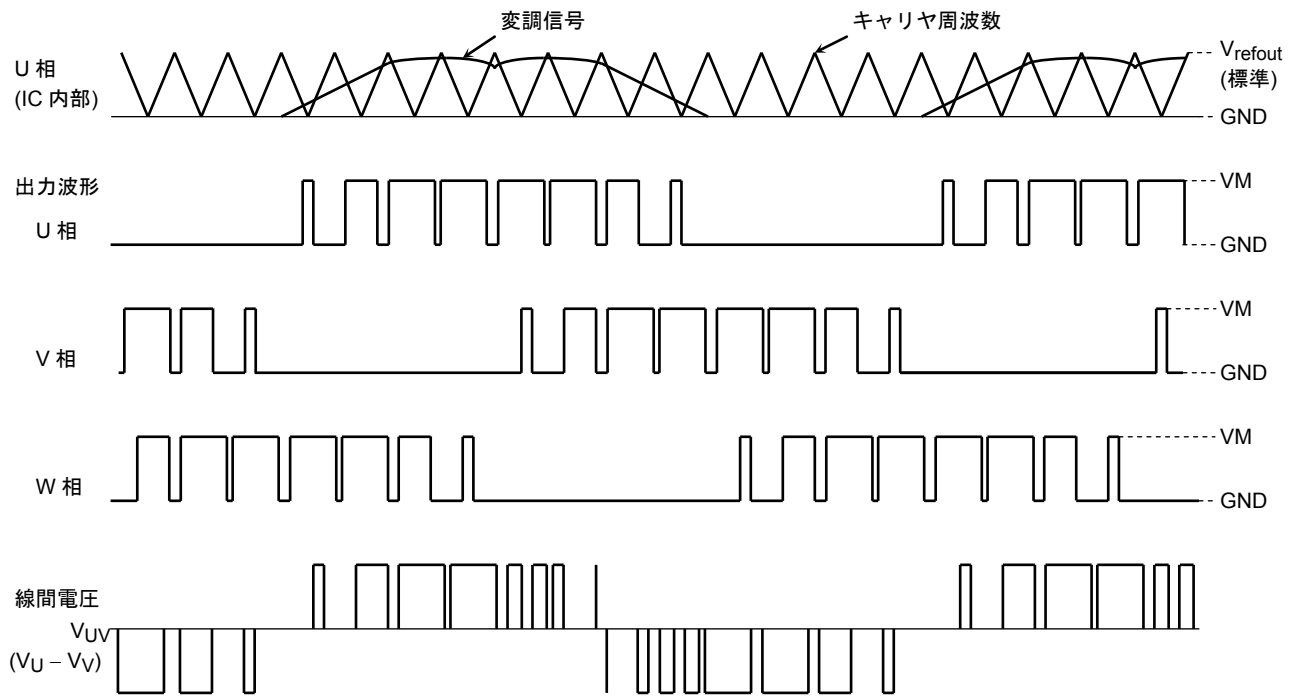 変調信号
キャリヤ周波数
U 相
(IC 内部)
Vrefout
(標準)
GND
出力波形
U 相
VM
GND
V 相
VM
GND
W 相
VM
GND
線間電圧
VUV
(VU – VV)